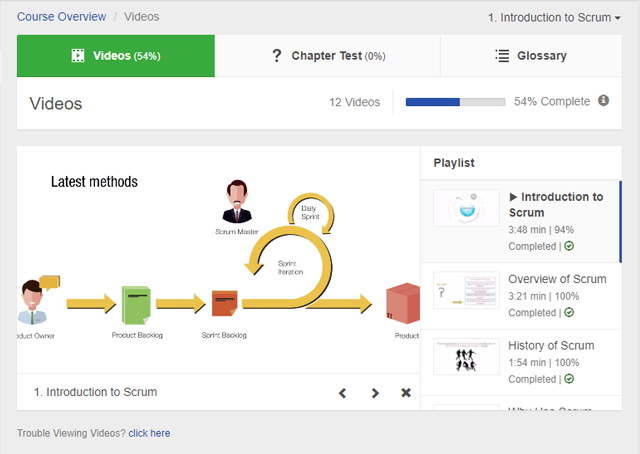 Course Overview / Videos
1. Introduction to Scrum
Videos (54%)
? Chapter Test (0%)
Glossary
Videos
12 Videos
54% Complete
Latest methods
Scrum Master
Daily
Sprint
Sprint
Iteration
oduct Owner
Product Backlog
Sprint Backlog
Product
1. Introduction to Scrum
Playlist
Introduction to
Scrum
3:48 min | 94%
Completed |
Overview of Scrum
3:21 min | 100%
Completed |
History of Scrum
1:54 min | 100%
Completed |
Why Use Scrum
Trouble Viewing Videos? click here